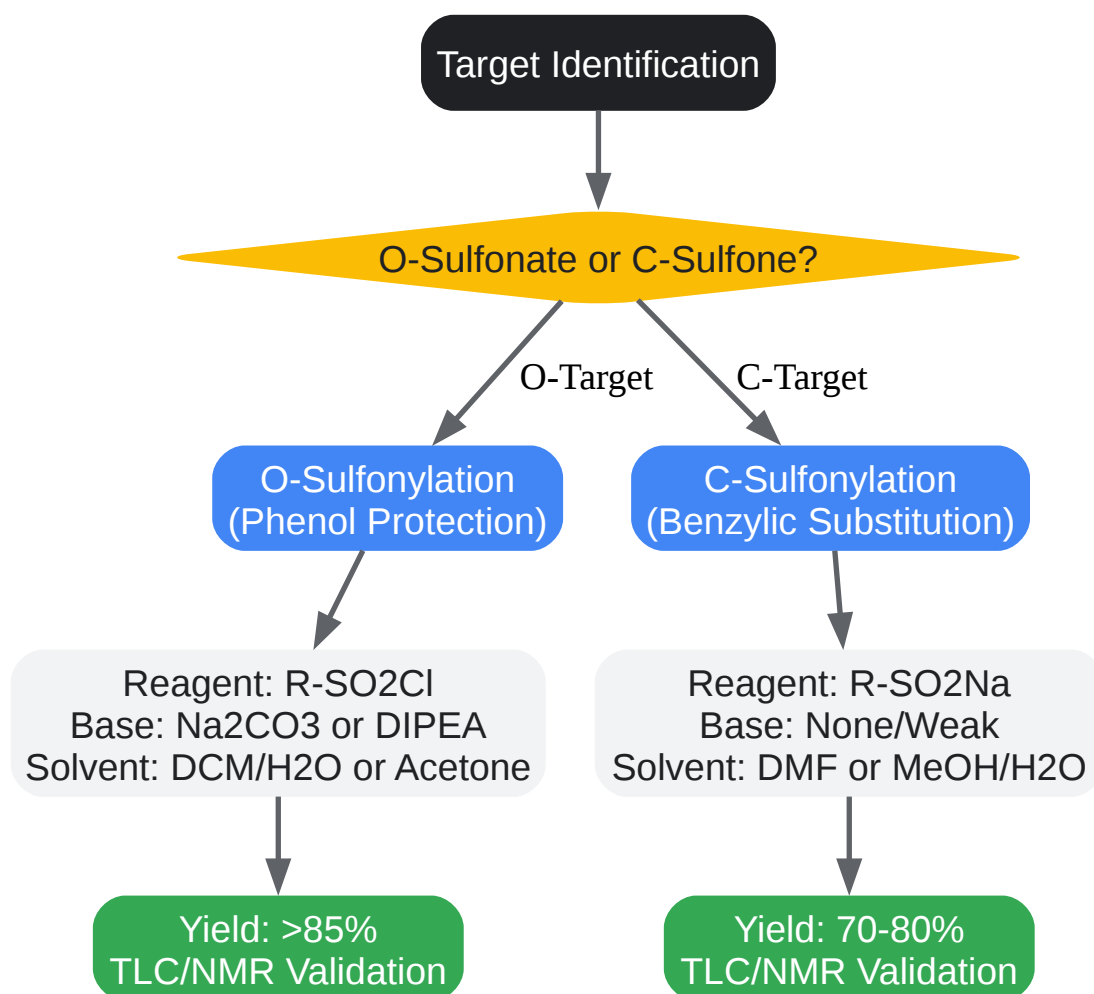 Target Identification
O-Sulfonate or C-Sulfone?
O-Target
C-Target
O-Sulfonylation
(Phenol Protection)
C-Sulfonylation
(Benzylic Substitution)
Reagent: R-SO2Cl
Base: Na2CO3 or DIPEA
Solvent: DCM/H2O or Acetone
Reagent: R-SO2Na
Base: None/Weak
Solvent: DMF or MeOH/H2O
Yield: >85%
TLC/NMR Validation
Yield: 70-80%
TLC/NMR Validation